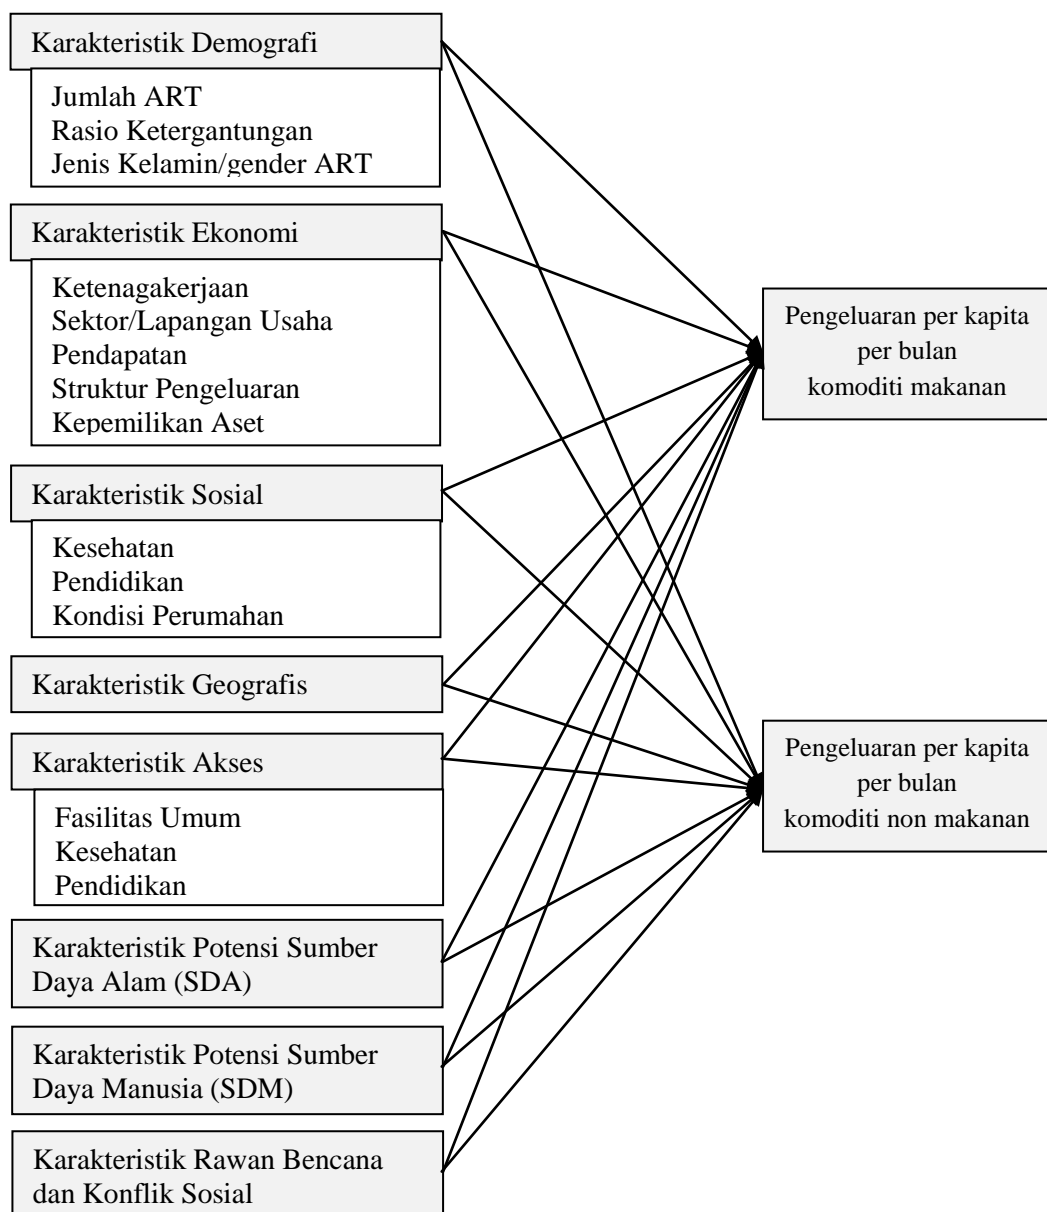 Karakteristik Demografi
Jumlah ART
Rasio Ketergantungan
Jenis Kelamin/gender ART
Karakteristik Ekonomi
Ketenagakerjaan
Sektor/Lapangan Usaha
Pendapatan
Struktur Pengeluaran
Kepemilikan Aset
Karakteristik Sosial
Kesehatan
Pendidikan
Kondisi Perumahan
Karakteristik Geografis
Karakteristik Akses
Fasilitas Umum
Kesehatan
Pendidikan
Karakteristik Potensi Sumber
Daya Alam (SDA)
Karakteristik Potensi Sumber
Daya Manusia (SDM)
Karakteristik Rawan Bencana
dan Konflik Sosial
Pengeluaran per kapita
per bulan
komoditi makanan
Pengeluaran per kapita
per bulan
komoditi non makanan